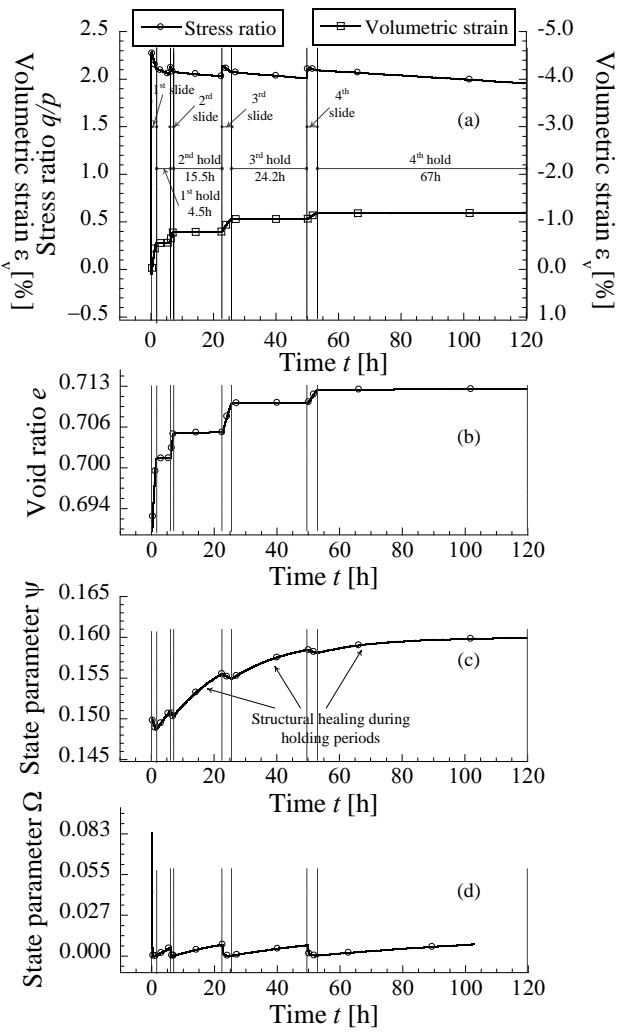 Stress ratio
Volumetric strain
Volumetric strain εᵥ [%]
Stress ratio q/p
2.5
2.0
1.5
1.0
0.5
0.0
−0.5
-5.0
-4.0
-3.0
-2.0
-1.0
-0.0
1.0
Volumetric strain εᵥ [%]
1st slide
2rd slide
3rd slide
4th slide
(a)
2nd hold
15.5h
3rd hold
24.2h
4th hold
67h
1st hold
4.5h
0 20 40 60 80 100 120
Time t [h]
Void ratio e
0.713
0.706
0.700
0.694
(b)
0 20 40 60 80 100 120
Time t [h]
State parameter ψ
0.165
0.160
0.155
0.150
0.145
(c)
Structural healing during
holding periods
0 20 40 60 80 100 120
Time t [h]
State parameter Ω
0.083
0.055
0.027
0.000
(d)
0 20 40 60 80 100 120
Time t [h]